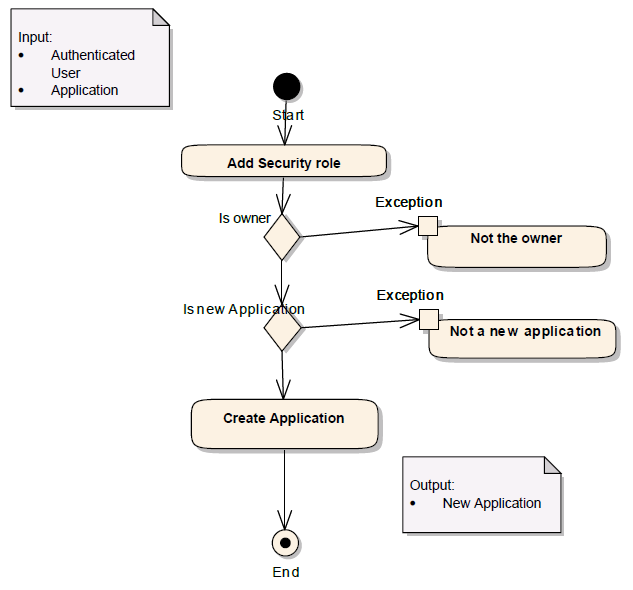 Input:
• Authenticated
User
• Application
Start
Add Security role
Exception
Is owner
Not the owner
Exception
Is new Application
Not a new application
Create Application
Output:
• New Application
End